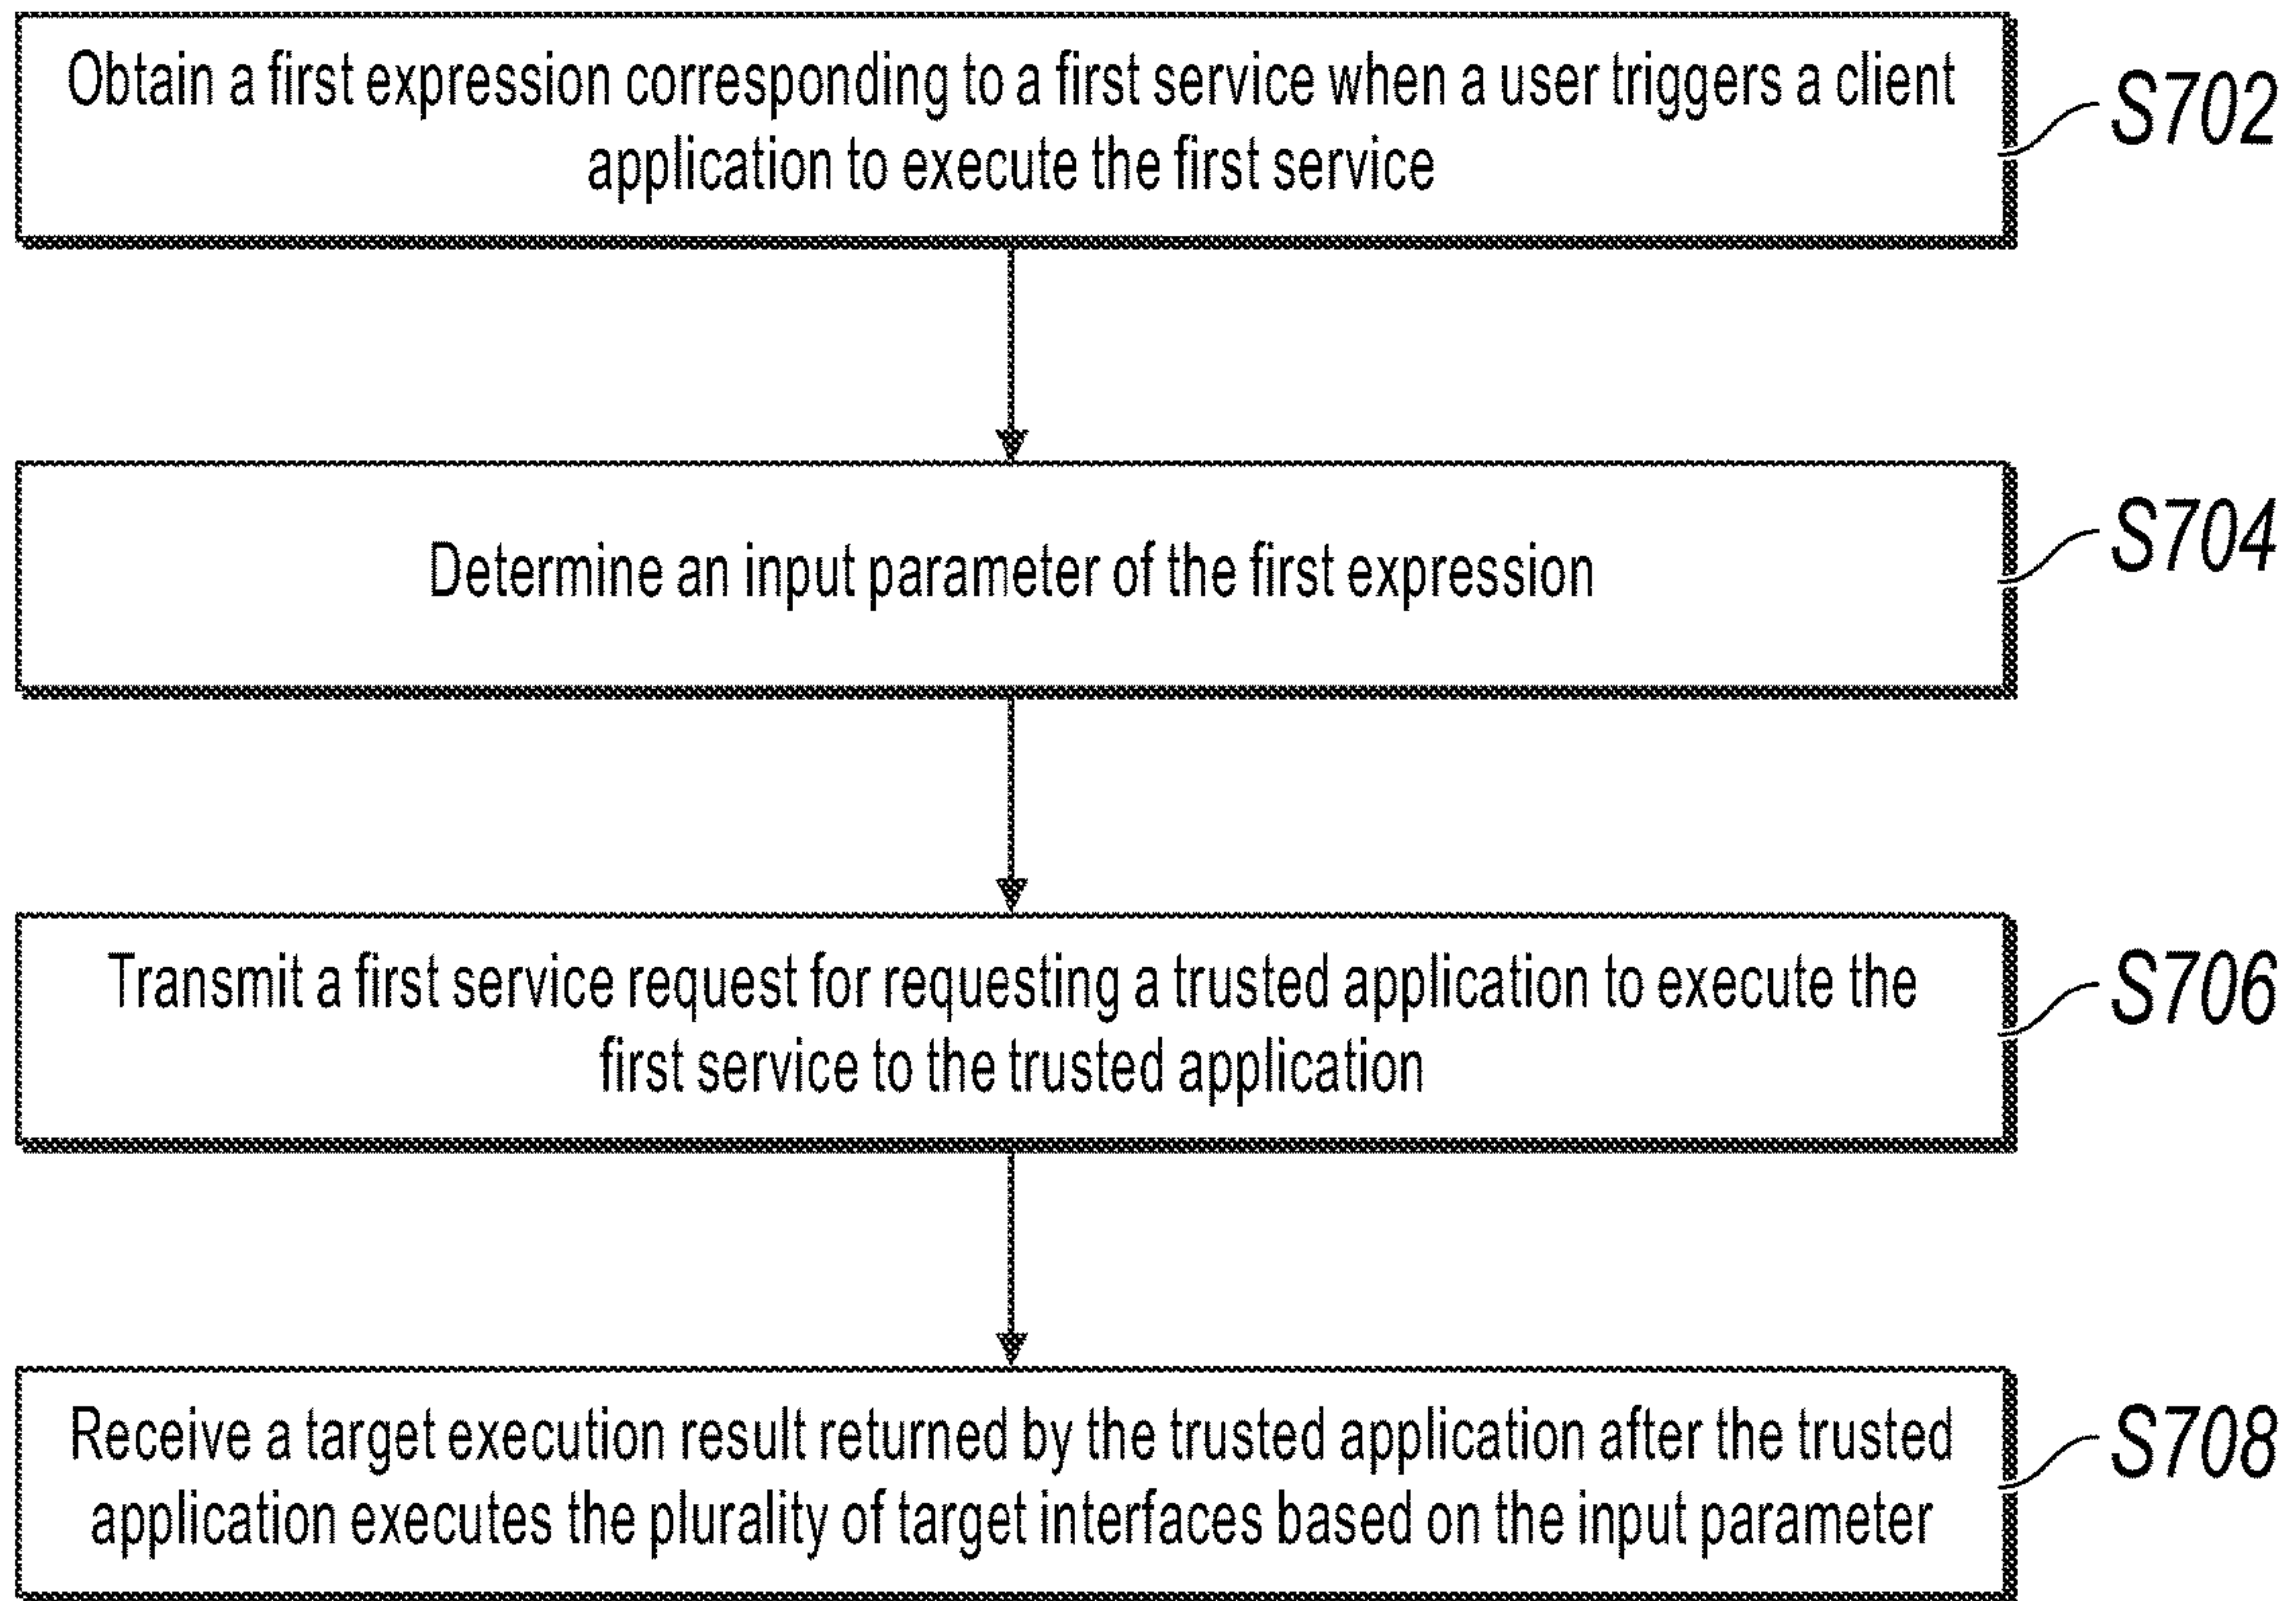 Obtain a first expression corresponding to a first service when a user triggers a client
application to execute the first service
S702
Determine an input parameter of the first expression
S704
Transmit a first service request for requesting a trusted application to execute the
first service to the trusted application
S706
Receive a target execution result returned by the trusted application after the trusted
application executes the plurality of target interfaces based on the input parameter
S708